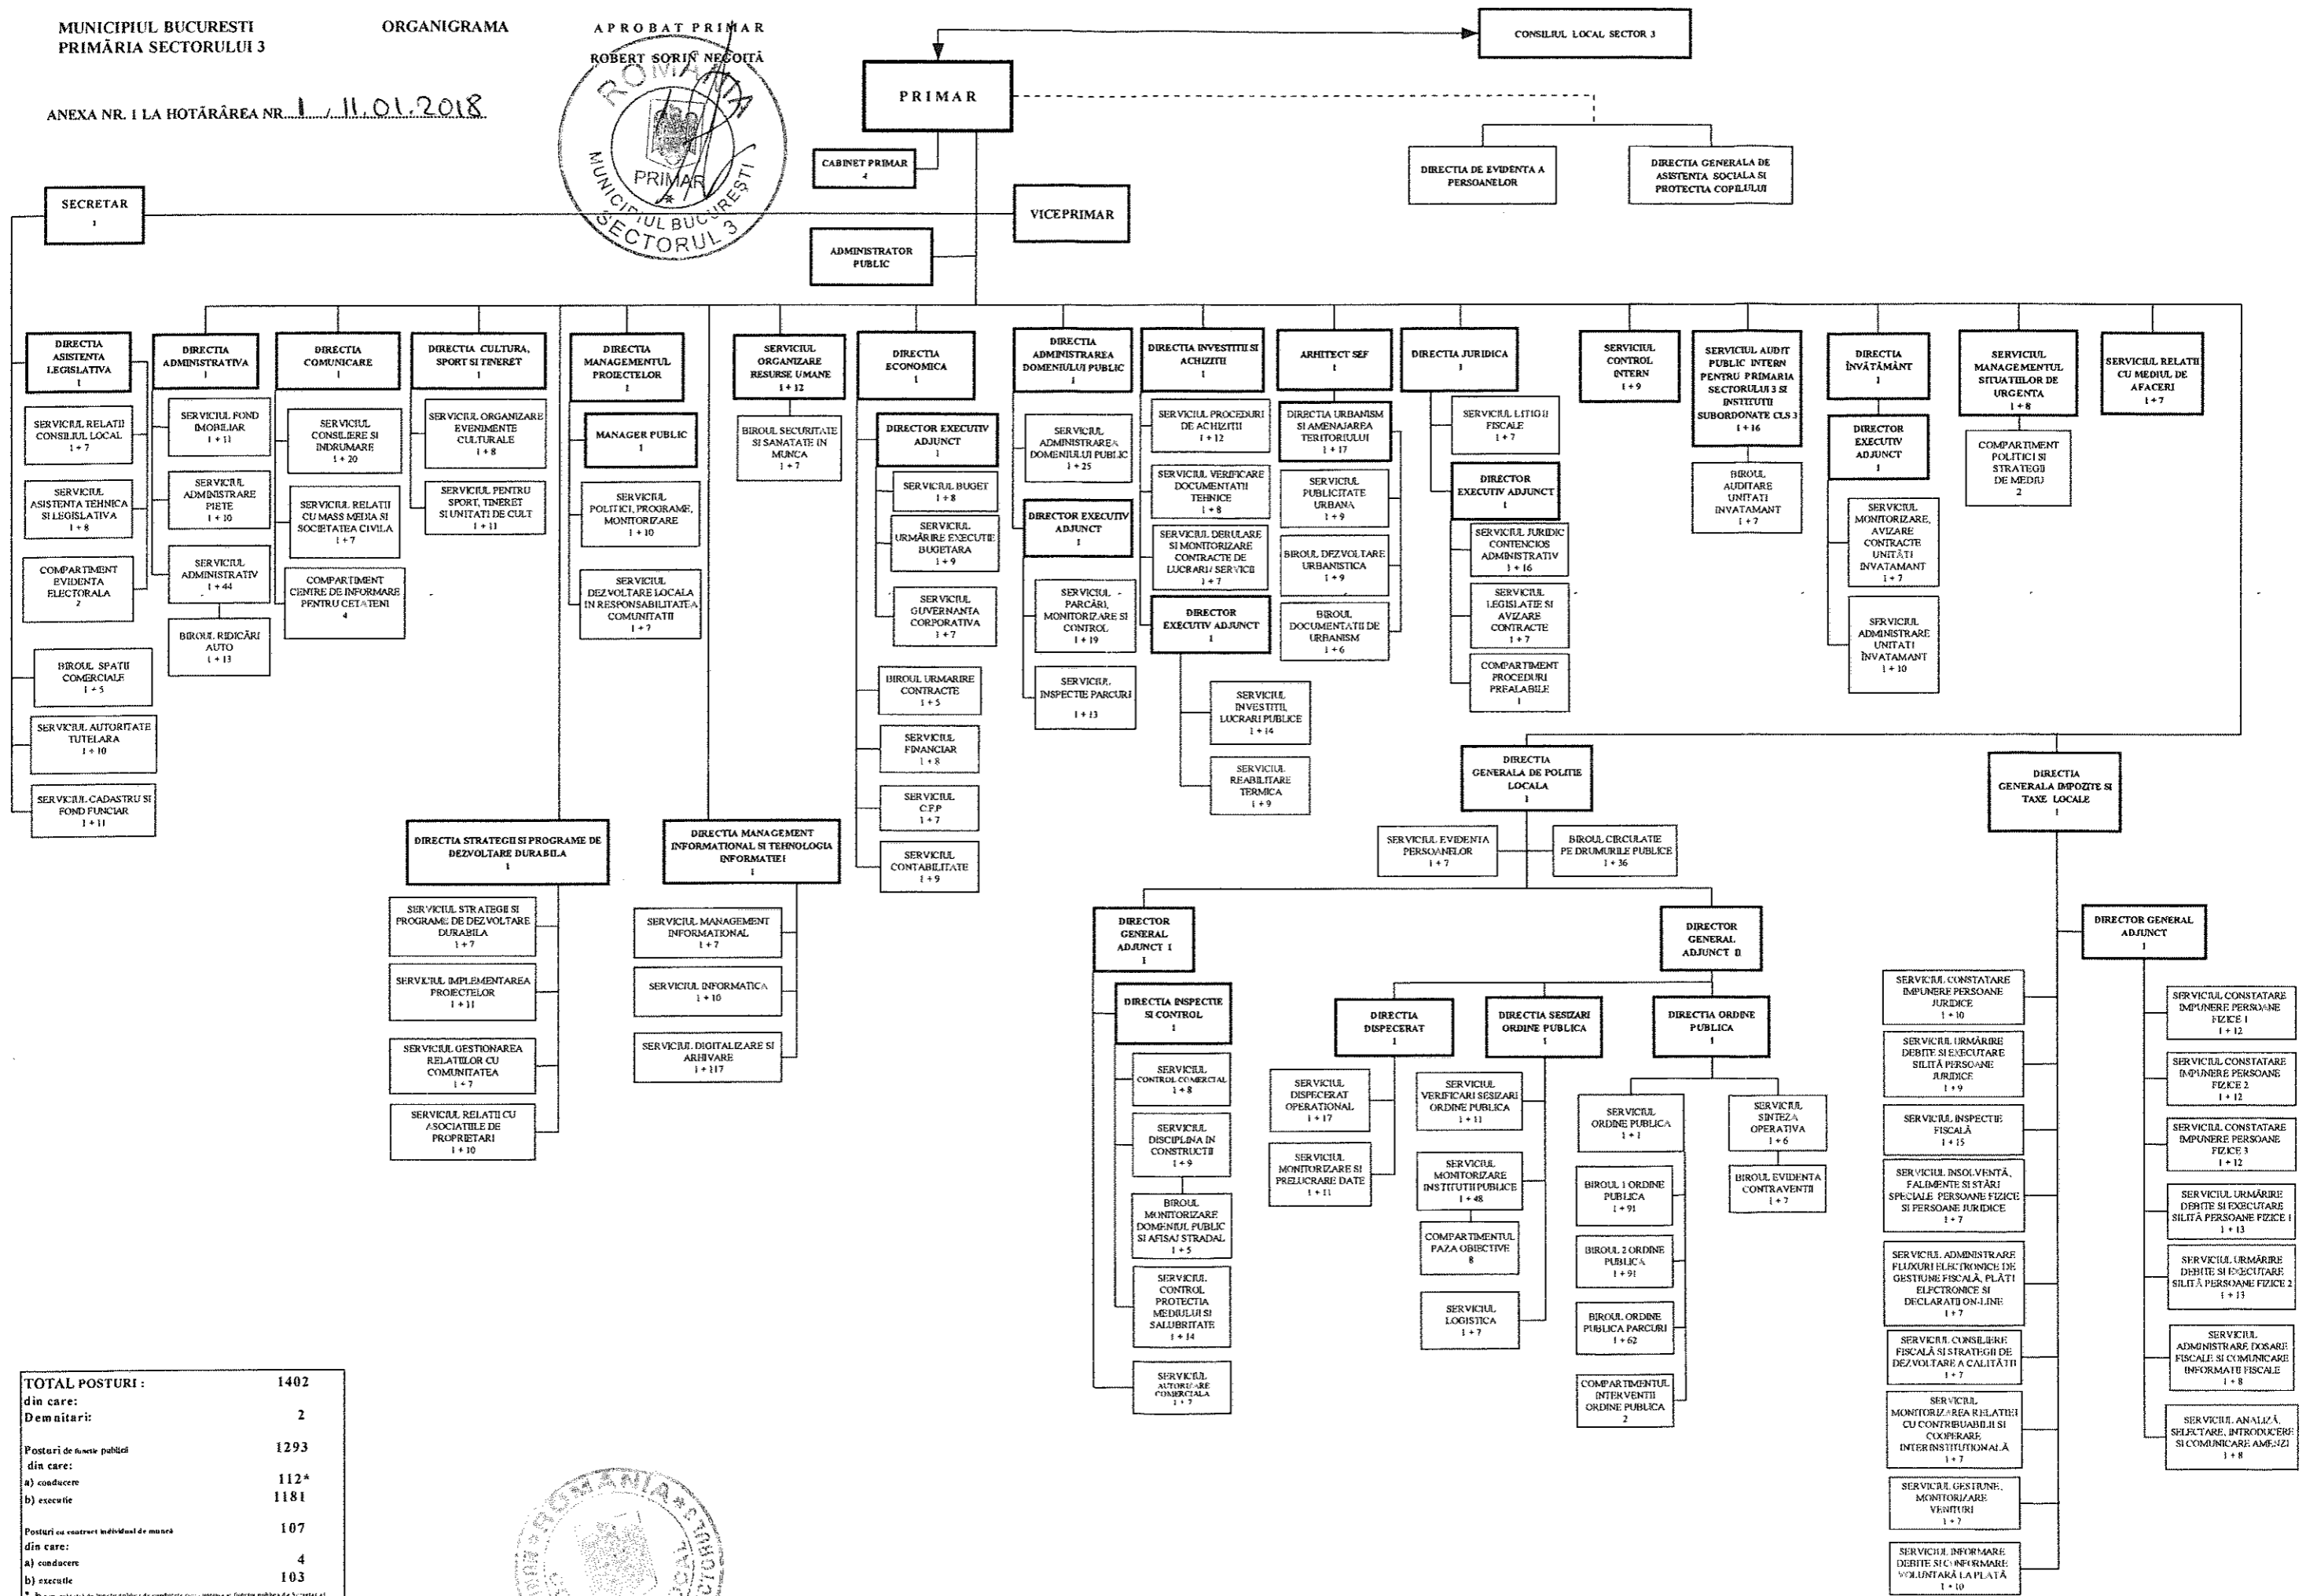 MUNICIPIUL BUCURESTI
PRIMĂRIA SECTORULUI 3
ORGANIGRAMA
APROBAT PRIMAR
ROBERT SORIN NEGOITĂ
ANEXA NR. 1 LA HOTĂRÂREA NR. 1 / 11.01.2018
ROMÂNIA
PRIMAR
MUNICIPIUL BUCUREŞTI
SECTORUL 3
CONSILIUL LOCAL SECTOR 3
PRIMAR
CABINET PRIMAR
4
DIRECTIA DE EVIDENTA A
PERSOANELOR
DIRECTIA GENERALA DE
ASISTENTA SOCIALA SI
PROTECTIA COPILULUI
SECRETAR
1
VICEPRIMAR
ADMINISTRATOR
PUBLIC
DIRECTIA
ASISTENTA
LEGISLATIVA
1
SERVICIUL RELATII
CONSILIUL LOCAL
1 + 7
SERVICIUL
ASISTENTA TEHNICA
SI LEGISLATIVA
1 + 8
COMPARTIMENT
EVIDENTA
ELECTORALA
2
BIROUL SPATII
COMERCIALE
1 + 5
SERVICIUL AUTORITATE
TUTELARA
1 + 10
SERVICIUL CADASTRU SI
FOND FUNCIAR
1 + 11
DIRECTIA
ADMINISTRATIVA
1
SERVICIUL FOND
IMOBILIAR
1 + 11
SERVICIUL
ADMINISTRARE
PIETE
1 + 10
SERVICIUL
ADMINISTRATIV
1 + 44
BIROUL RIDICĂRI
AUTO
1 + 13
DIRECTIA
COMUNICARE
1
SERVICIUL
CONSILIERE SI
INDRUMARE
1 + 20
SERVICIUL RELATII
CU MASS MEDIA SI
SOCIETATEA CIVILA
1 + 7
COMPARTIMENT
CENTRE DE INFORMARE
PENTRU CETATENI
4
DIRECTIA CULTURA,
SPORT SI TINERET
1
SERVICIUL ORGANIZARE
EVENIMENTE
CULTURALE
1 + 8
SERVICIUL PENTRU
SPORT, TINERET
SI UNITATI DE CULT
1 + 11
DIRECTIA
MANAGEMENTUL
PROIECTELOR
1
MANAGER PUBLIC
1
SERVICIUL
POLITICI, PROGRAME,
MONITORIZARE
1 + 10
SERVICIUL
DEZVOLTARE LOCALA
IN RESPONSABILITATEA
COMUNITATII
1 + 7
SERVICIUL
ORGANIZARE
RESURSE UMANE
1 + 12
BIROUL SECURITATE
SI SANATATE IN
MUNCA
1 + 7
DIRECTIA
ECONOMICA
1
DIRECTOR EXECUTIV
ADJUNCT
1
SERVICIUL BUGET
1 + 8
SERVICIUL
URMĂRIRE EXECUTIE
BUGETARA
1 + 9
SERVICIUL
GUVERNANTA
CORPORATIVA
1 + 7
BIROUL URMARIRE
CONTRACTE
1 + 5
SERVICIUL
FINANCIAR
1 + 8
SERVICIUL
C.F.P
1 + 7
SERVICIUL
CONTABILITATE
1 + 9
DIRECTIA
ADMINISTRAREA
DOMENIULUI PUBLIC
1
SERVICIUL
ADMINISTRAREA
DOMENIULUI PUBLIC
1 + 25
DIRECTOR EXECUTIV
ADJUNCT
1
SERVICIUL
PARCĂRI,
MONITORIZARE SI
CONTROL
1 + 19
SERVICIUL
INSPECTIE PARCURI
1 + 13
DIRECTIA INVESTITII SI
ACHIZITII
1
SERVICIUL PROCEDURI
DE ACHIZITII
1 + 12
SERVICIUL VERIFICARE
DOCUMENTATII
TEHNICE
1 + 8
SERVICIUL DERULARE
SI MONITORIZARE
CONTRACTE DE
LUCRARI/ SERVICII
1 + 7
DIRECTOR
EXECUTIV ADJUNCT
1
SERVICIUL
INVESTITII,
LUCRARI PUBLICE
1 + 14
SERVICIUL
REABILITARE
TERMICA
1 + 9
ARHITECT SEF
1
DIRECTIA URBANISM
SI AMENAJAREA
TERITORIULUI
1 + 17
SERVICIUL
PUBLICITATE
URBANA
1 + 9
BIROUL DEZVOLTARE
URBANISTICA
1 + 9
BIROUL
DOCUMENTATII DE
URBANISM
1 + 6
DIRECTIA JURIDICA
1
SERVICIUL LITIGII
FISCALE
1 + 7
DIRECTOR
EXECUTIV ADJUNCT
1
SERVICIUL JURIDIC
CONTENCIOS
ADMINISTRATIV
1 + 16
SERVICIUL
LEGISLATIE SI
AVIZARE
CONTRACTE
1 + 7
COMPARTIMENT
PROCEDURI
PREALABILE
1
SERVICIUL
CONTROL
INTERN
1 + 9
SERVICIUL AUDIT
PUBLIC INTERN
PENTRU PRIMARIA
SECTORULUI 3 SI
INSTITUTII
SUBORDONATE CLS 3
1 + 16
BIROUL
AUDITARE
UNITATI
INVATAMANT
1 + 7
DIRECTIA
ÎNVĂTĂMÂNT
1
DIRECTOR
EXECUTIV
ADJUNCT
1
SERVICIUL
MONITORIZARE,
AVIZARE
CONTRACTE
UNITĂTI
INVATAMANT
1 + 7
SERVICIUL
ADMINISTRARE
UNITATI
ÎNVATAMANT
1 + 10
SERVICIUL
MANAGEMENTUL
SITUATIILOR DE
URGENTA
1 + 8
COMPARTIMENT
POLITICI SI
STRATEGII
DE MEDIU
2
SERVICIUL RELATII
CU MEDIUL DE
AFACERI
1 + 7
DIRECTIA STRATEGII SI PROGRAME DE
DEZVOLTARE DURABILA
1
SERVICIUL STRATEGII SI
PROGRAME DE DEZVOLTARE
DURABILA
1 + 7
SERVICIUL IMPLEMENTAREA
PROIECTELOR
1 + 11
SERVICIUL GESTIONAREA
RELATIILOR CU
COMUNITATEA
1 + 7
SERVICIUL RELATII CU
ASOCIATIILE DE
PROPRIETARI
1 + 10
DIRECTIA MANAGEMENT
INFORMATIONAL SI TEHNOLOGIA
INFORMATIEI
1
SERVICIUL MANAGEMENT
INFORMATIONAL
1 + 7
SERVICIUL INFORMATICA
1 + 10
SERVICIUL DIGITALIZARE SI
ARHIVARE
1 + 117
DIRECTIA
GENERALA DE POLITIE
LOCALA
1
SERVICIUL EVIDENTA
PERSOANELOR
1 + 7
BIROUL CIRCULATIE
PE DRUMURILE PUBLICE
1 + 36
DIRECTOR
GENERAL
ADJUNCT I
1
DIRECTIA INSPECTIE
SI CONTROL
1
SERVICIUL
CONTROL COMERCIAL
1 + 8
SERVICIUL
DISCIPLINA IN
CONSTRUCTII
1 + 9
BIROUL
MONITORIZARE
DOMENIUL PUBLIC
SI AFISAJ STRADAL
1 + 5
SERVICIUL
CONTROL
PROTECTIA
MEDIULUI SI
SALUBRITATE
1 + 14
SERVICIUL
AUTORIZARE
COMERCIALA
1 + 7
DIRECTOR
GENERAL
ADJUNCT II
DIRECTIA
DISPECERAT
1
SERVICIUL
DISPECERAT
OPERATIONAL
1 + 17
SERVICIUL
MONITORIZARE SI
PRELUCRARE DATE
1 + 11
DIRECTIA SESIZARI
ORDINE PUBLICA
1
SERVICIUL
VERIFICARI SESIZARI
ORDINE PUBLICA
1 + 11
SERVICIUL
MONITORIZARE
INSTITUTII PUBLICE
1 + 48
COMPARTIMENTUL
PAZA OBIECTIVE
8
SERVICIUL
LOGISTICA
1 + 7
DIRECTIA ORDINE
PUBLICA
1
SERVICIUL
ORDINE PUBLICA
1 + 1
BIROUL 1 ORDINE
PUBLICA
1 + 91
BIROUL 2 ORDINE
PUBLICA
1 + 91
BIROUL ORDINE
PUBLICA PARCURI
1 + 62
COMPARTIMENTUL
INTERVENTII
ORDINE PUBLICA
2
SERVICIUL
SINTEZA
OPERATIVA
1 + 6
BIROUL EVIDENTA
CONTRAVENTII
1 + 7
DIRECTIA
GENERALA IMPOZITE SI
TAXE LOCALE
1
SERVICIUL CONSTATARE
IMPUNERE PERSOANE
JURIDICE
1 + 10
SERVICIUL URMĂRIRE
DEBITE SI EXECUTARE
SILITĂ PERSOANE
JURIDICE
1 + 9
SERVICIUL INSPECTIE
FISCALĂ
1 + 15
SERVICIUL INSOLVENTĂ,
FALIMENTE SI STĂRI
SPECIALE PERSOANE FIZICE
SI PERSOANE JURIDICE
1 + 7
SERVICIUL ADMINISTRARE
FLUXURI ELECTRONICE DE
GESTIUNE FISCALĂ, PLĂTI
ELECTRONICE SI
DECLARATII ON-LINE
1 + 7
SERVICIUL CONSILIERE
FISCALĂ SI STRATEGII DE
DEZVOLTARE A CALITĂTII
1 + 7
SERVICIUL
MONITORIZAREA RELATIEI
CU CONTRIBUABILII SI
COOPERARE
INTERINSTITUTIONALĂ
1 + 7
SERVICIUL GESTIUNE,
MONITORIZARE
VENITURI
1 + 7
SERVICIUL INFORMARE
DEBITE SI CONFORMARE
VOLUNTARĂ LA PLATĂ
1 + 10
DIRECTOR GENERAL
ADJUNCT
1
SERVICIUL CONSTATARE
IMPUNERE PERSOANE
FIZICE 1
1 + 12
SERVICIUL CONSTATARE
IMPUNERE PERSOANE
FIZICE 2
1 + 12
SERVICIUL CONSTATARE
IMPUNERE PERSOANE
FIZICE 3
1 + 12
SERVICIUL URMĂRIRE
DEBITE SI EXECUTARE
SILITĂ PERSOANE FIZICE 1
1 + 13
SERVICIUL URMĂRIRE
DEBITE SI EXECUTARE
SILITĂ PERSOANE FIZICE 2
1 + 13
SERVICIUL
ADMINISTRARE DOSARE
FISCALE SI COMUNICARE
INFORMATII FISCALE
1 + 8
SERVICIUL ANALIZĂ,
SELECTARE, INTRODUCERE
SI COMUNICARE AMENZI
1 + 8
TOTAL POSTURI : 1402
din care:
Demnitari: 2
Posturi de functie publică 1293
din care:
a) conducere 112*
b) executie 1181
Posturi cu contract individual de muncă 107
din care:
a) conducere 4
b) executie 103
ROMÂNIA